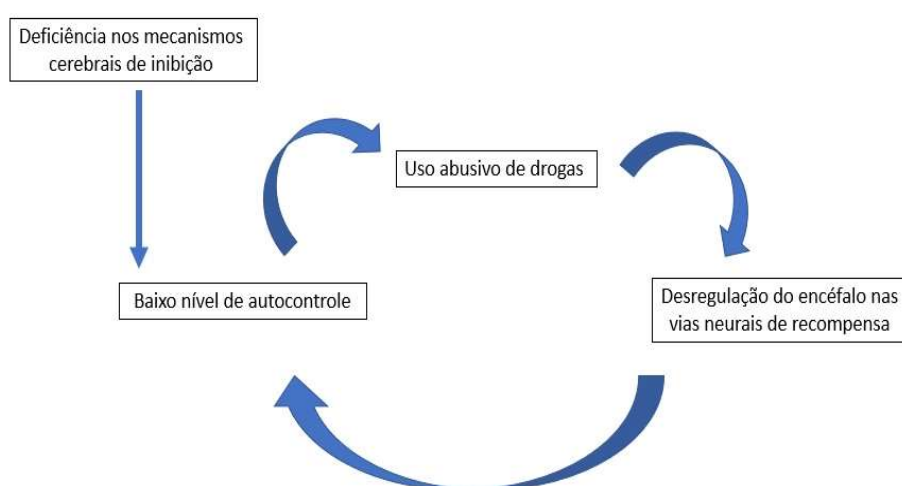 Deficiência nos mecanismos
cerebrais de inibição
Uso abusivo de drogas
Baixo nível de autocontrole
Desregulação do encéfalo nas
vias neurais de recompensa